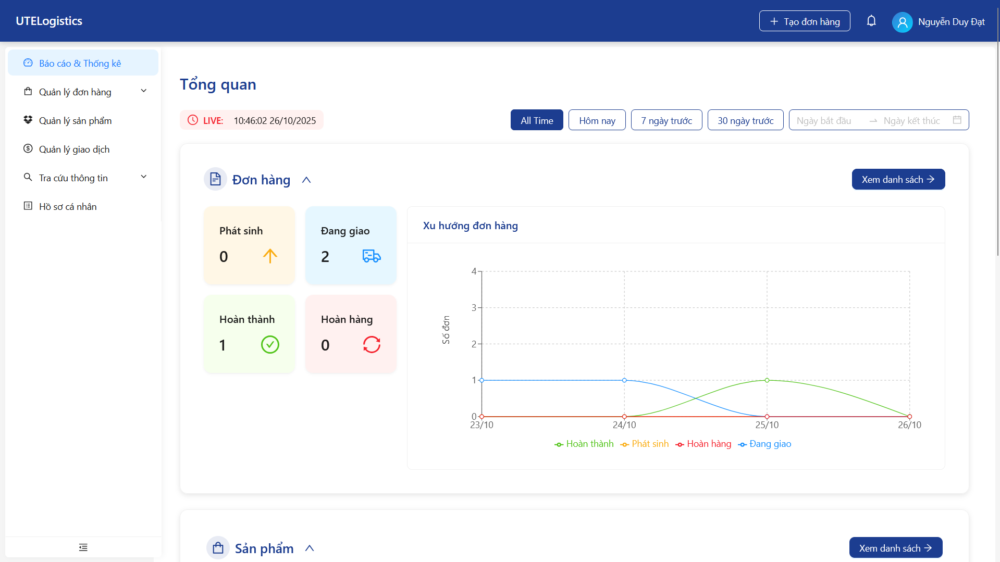 UTELogistics
Tạo đơn hàng
Nguyễn Duy Đạt
Báo cáo & Thống kê
Quản lý đơn hàng
Quản lý sản phẩm
Quản lý giao dịch
Tra cứu thông tin
Hồ sơ cá nhân
Tổng quan
LIVE: 10:46:02 26/10/2025
All Time
Hôm nay
7 ngày trước
30 ngày trước
Ngày bắt đầu
Ngày kết thúc
Đơn hàng
Xem danh sách
Phát sinh
0
Đang giao
2
Hoàn thành
1
Hoàn hàng
0
Xu hướng đơn hàng
Số đơn
4
3
2
1
0
23/10
24/10
25/10
26/10
Hoàn thành
Phát sinh
Hoàn hàng
Đang giao
Sản phẩm
Xem danh sách